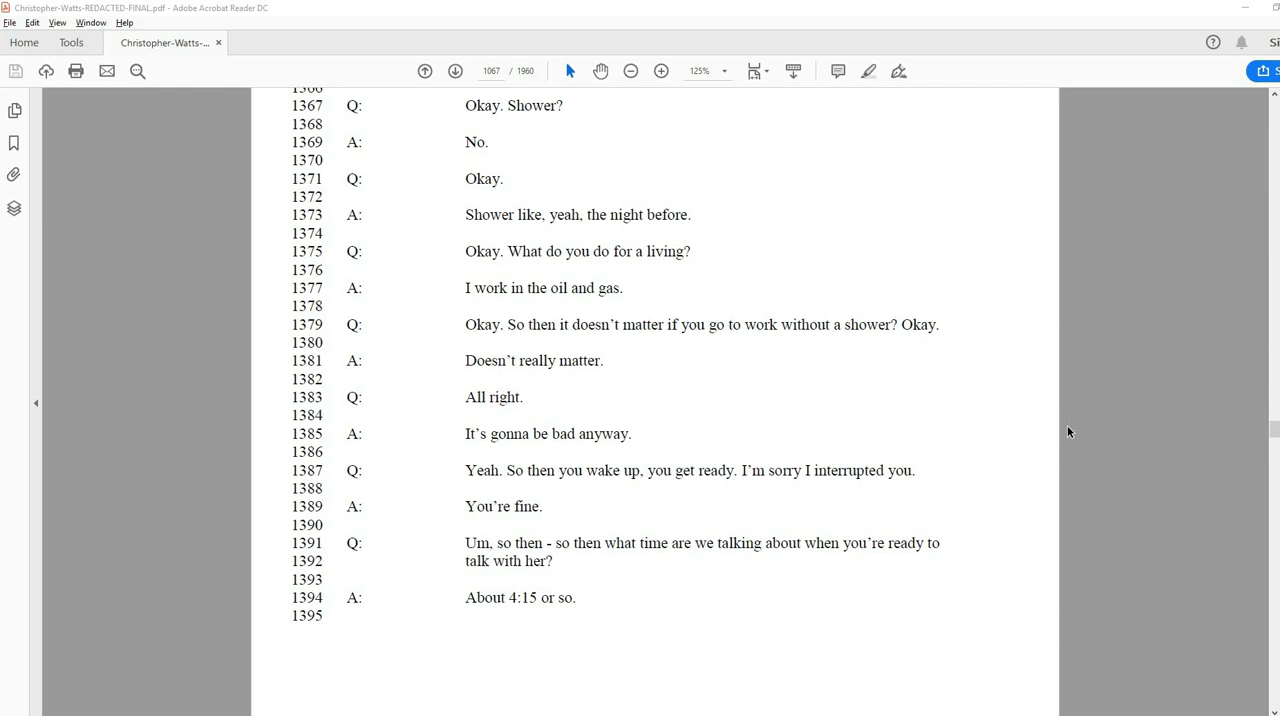 Christopher-Watts-REDACTED-FINAL.pdf - Adobe Acrobat Reader DC
File Edit View Window Help
Home Tools Christopher-Watts-... ×
1067 / 1960 125%
1367 Q: Okay. Shower?
1368
1369 A: No.
1370
1371 Q: Okay.
1372
1373 A: Shower like, yeah, the night before.
1374
1375 Q: Okay. What do you do for a living?
1376
1377 A: I work in the oil and gas.
1378
1379 Q: Okay. So then it doesn’t matter if you go to work without a shower? Okay.
1380
1381 A: Doesn’t really matter.
1382
1383 Q: All right.
1384
1385 A: It’s gonna be bad anyway.
1386
1387 Q: Yeah. So then you wake up, you get ready. I’m sorry I interrupted you.
1388
1389 A: You’re fine.
1390
1391 Q: Um, so then - so then what time are we talking about when you’re ready to
1392 talk with her?
1393
1394 A: About 4:15 or so.
1395